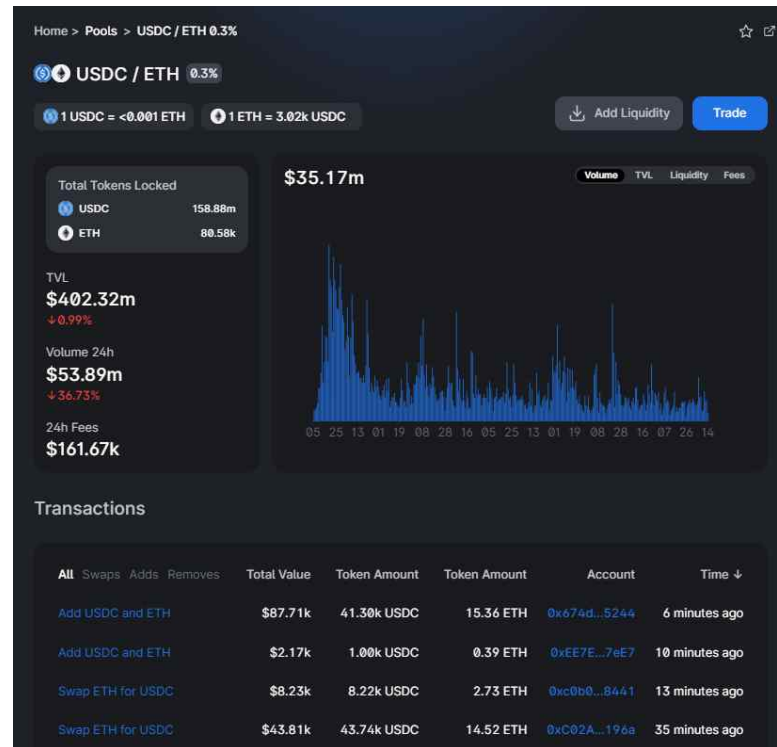 Home > Pools > USDC / ETH 0.3%
USDC / ETH 0.3%
1 USDC = <0.001 ETH 1 ETH = 3.02k USDC
Add Liquidity Trade
Total Tokens Locked
USDC 158.88m
ETH 80.58k
TVL
$402.32m
↓0.99%
Volume 24h
$53.89m
↓36.73%
24h Fees
$161.67k
$35.17m
Volume TVL Liquidity Fees
05 25 13 01 19 08 28 16 05 25 13 01 19 08 28 16 07 26 14
Transactions
All Swaps Adds Removes Total Value Token Amount Token Amount Account Time ↓
Add USDC and ETH $87.71k 41.30k USDC 15.36 ETH 0x674d...5244 6 minutes ago
Add USDC and ETH $2.17k 1.00k USDC 0.39 ETH 0xEE7E...7eE7 10 minutes ago
Swap ETH for USDC $8.23k 8.22k USDC 2.73 ETH 0xc0b0...8441 13 minutes ago
Swap ETH for USDC $43.81k 43.74k USDC 14.52 ETH 0xC02A...196a 35 minutes ago